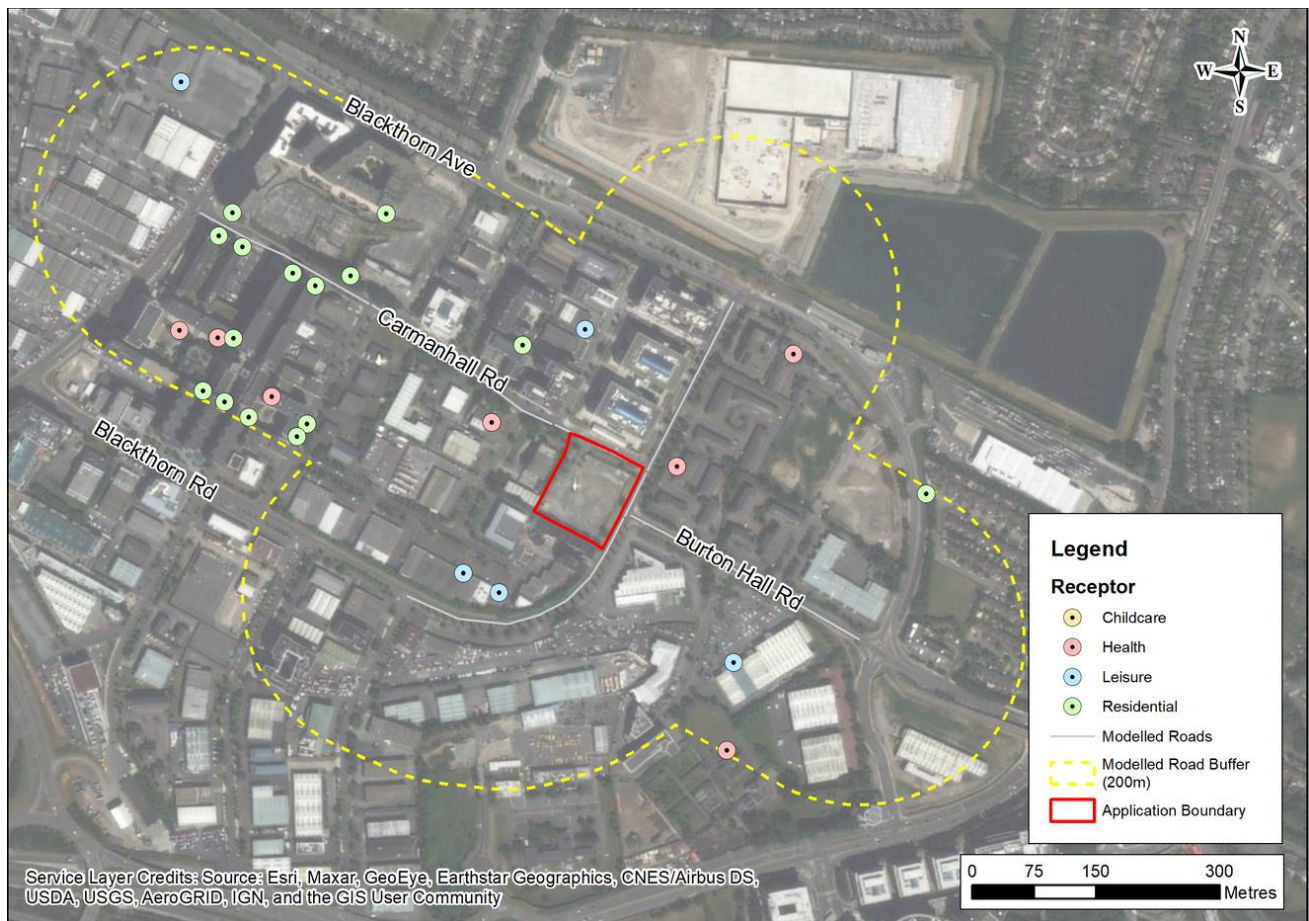 N
W E
S
Blackthorn Ave
Carmanhall Rd
Blackthorn Rd
Burton Hall Rd
Legend
Receptor
Childcare
Health
Leisure
Residential
Modelled Roads
Modelled Road Buffer
(200m)
Application Boundary
0 75 150 300
Metres
Service Layer Credits: Source: Esri, Maxar, GeoEye, Earthstar Geographics, CNES/Airbus DS,
USDA, USGS, AeroGRID, IGN, and the GIS User Community